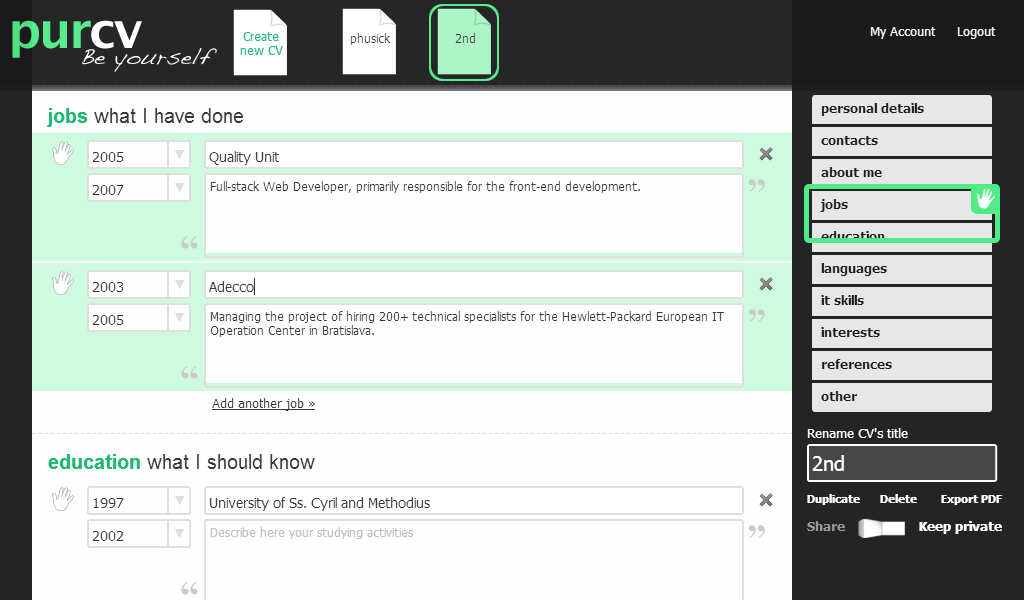 purcv
Be yourself
Create
new CV
phusick
2nd
My Account
Logout
jobs what I have done
2005
Quality Unit
2007
Full-stack Web Developer, primarily responsible for the front-end development.
2003
Adecco
2005
Managing the project of hiring 200+ technical specialists for the Hewlett-Packard European IT
Operation Center in Bratislava.
Add another job »
education what I should know
1997
University of Ss. Cyril and Methodius
2002
Describe here your studying activities
personal details
contacts
about me
jobs
education
languages
it skills
interests
references
other
Rename CV's title
2nd
Duplicate
Delete
Export PDF
Share
Keep private